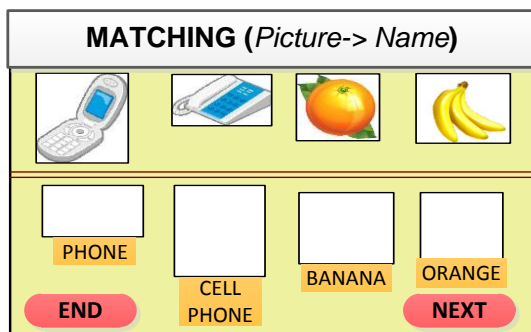 MATCHING (Picture-> Name)
PHONE
CELL
PHONE
BANANA
ORANGE
END
NEXT